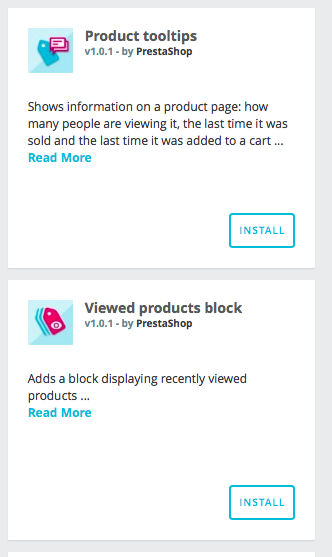 Product tooltips
v1.0.1 - by PrestaShop
Shows information on a product page: how
many people are viewing it, the last time it was
sold and the last time it was added to a cart ...
Read More
INSTALL
Viewed products block
v1.0.1 - by PrestaShop
Adds a block displaying recently viewed
products ...
Read More
INSTALL